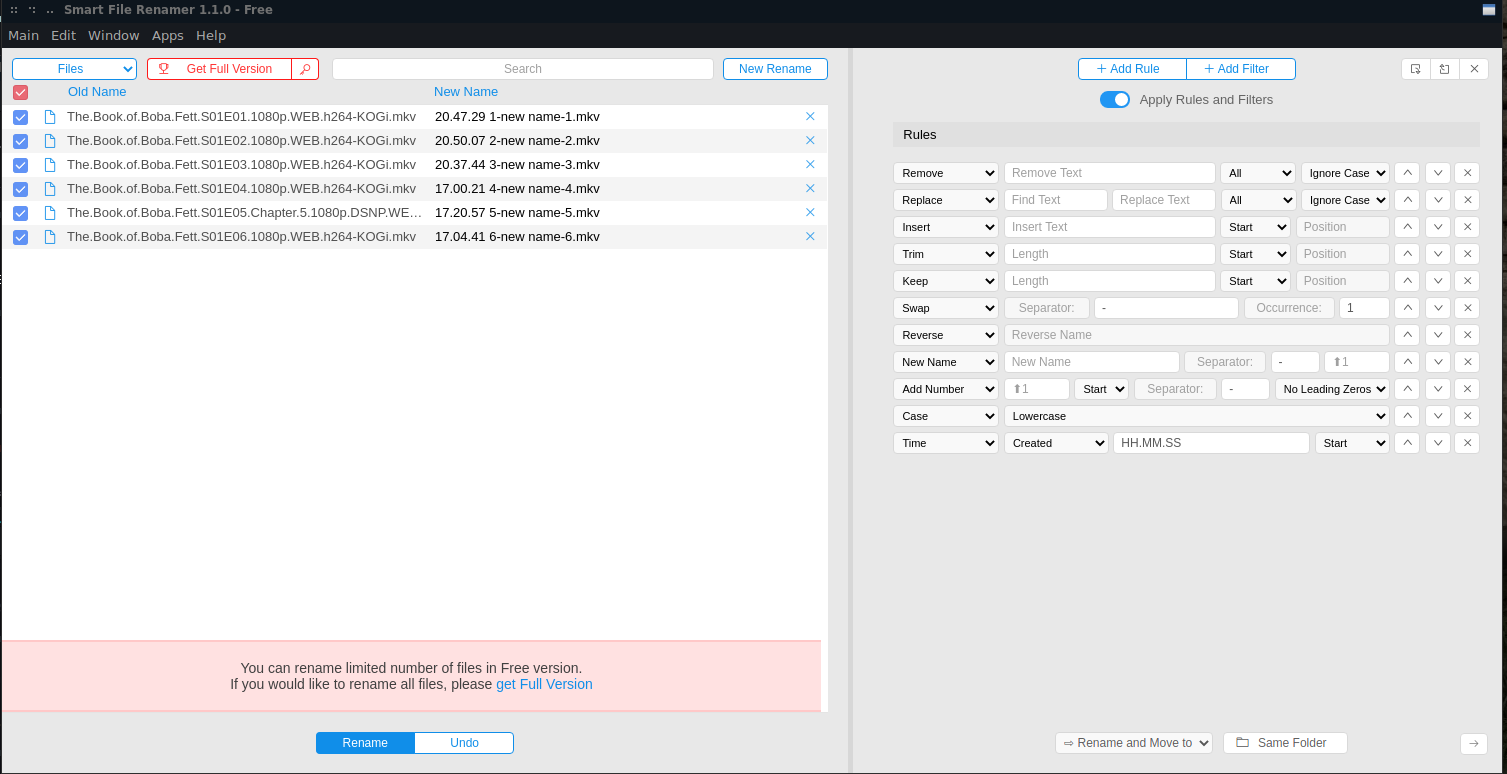 Smart File Renamer 1.1.0 - Free
Main Edit Window Apps Help
Files Get Full Version Search New Rename
Old Name New Name
The.Book.of.Boba.Fett.S01E01.1080p.WEB.h264-KOGi.mkv 20.47.29 1-new name-1.mkv
The.Book.of.Boba.Fett.S01E02.1080p.WEB.h264-KOGi.mkv 20.50.07 2-new name-2.mkv
The.Book.of.Boba.Fett.S01E03.1080p.WEB.h264-KOGi.mkv 20.37.44 3-new name-3.mkv
The.Book.of.Boba.Fett.S01E04.1080p.WEB.h264-KOGi.mkv 17.00.21 4-new name-4.mkv
The.Book.of.Boba.Fett.S01E05.Chapter.5.1080p.DSNP.WE... 17.20.57 5-new name-5.mkv
The.Book.of.Boba.Fett.S01E06.1080p.WEB.h264-KOGi.mkv 17.04.41 6-new name-6.mkv
You can rename limited number of files in Free version.
If you would like to rename all files, please get Full Version
Rename Undo
+ Add Rule + Add Filter
Apply Rules and Filters
Rules
Remove Remove Text All Ignore Case
Replace Find Text Replace Text All Ignore Case
Insert Insert Text Start Position
Trim Length Start Position
Keep Length Start Position
Swap Separator: - Occurrence: 1
Reverse Reverse Name
New Name New Name Separator: - ⬆1
Add Number ⬆1 Start Separator: - No Leading Zeros
Case Lowercase
Time Created HH.MM.SS Start
⇨ Rename and Move to Same Folder